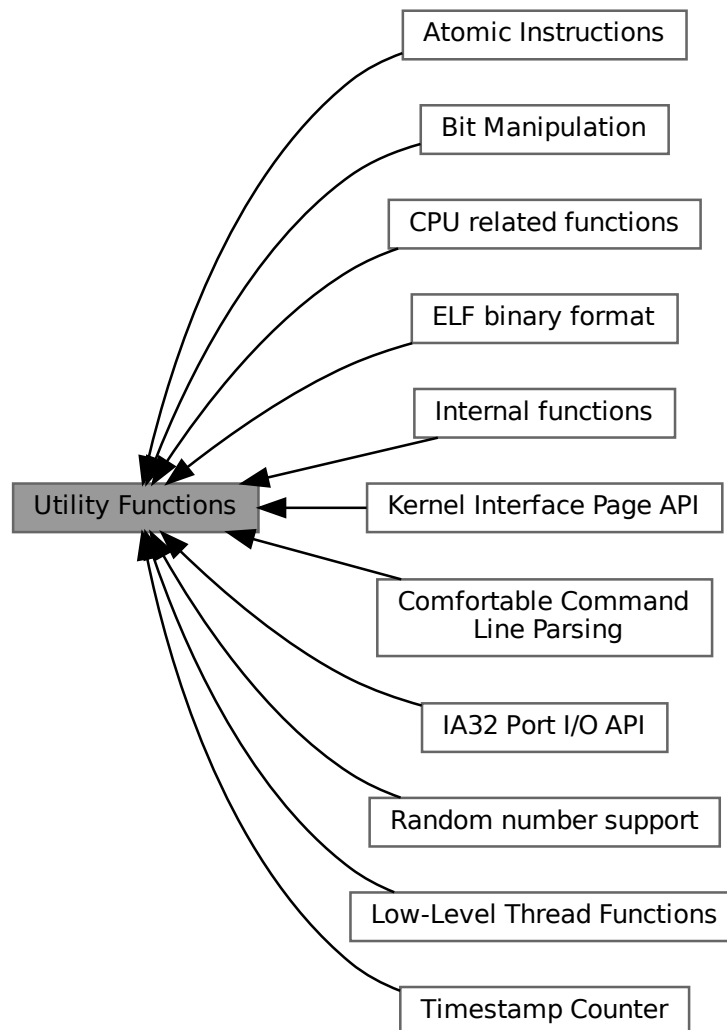 Atomic Instructions
Bit Manipulation
CPU related functions
ELF binary format
Internal functions
Utility Functions
Kernel Interface Page API
Comfortable Command
Line Parsing
IA32 Port I/O API
Random number support
Low-Level Thread Functions
Timestamp Counter